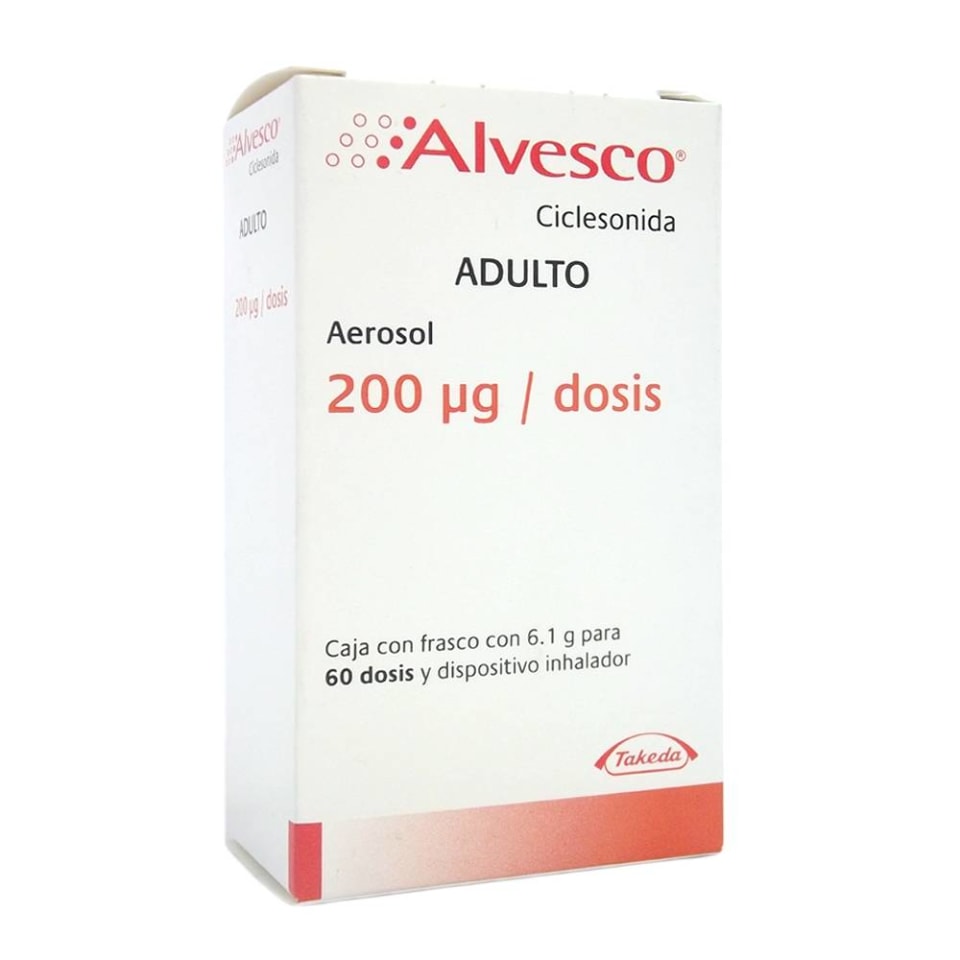 Alvesco®
Ciclesonida
ADULTO
Aerosol
200 µg / dosis
Caja con frasco con 6.1 g para
60 dosis y dispositivo inhalador
Takeda
Alvesco®
Ciclesonida
ADULTO
200 µg / dosis